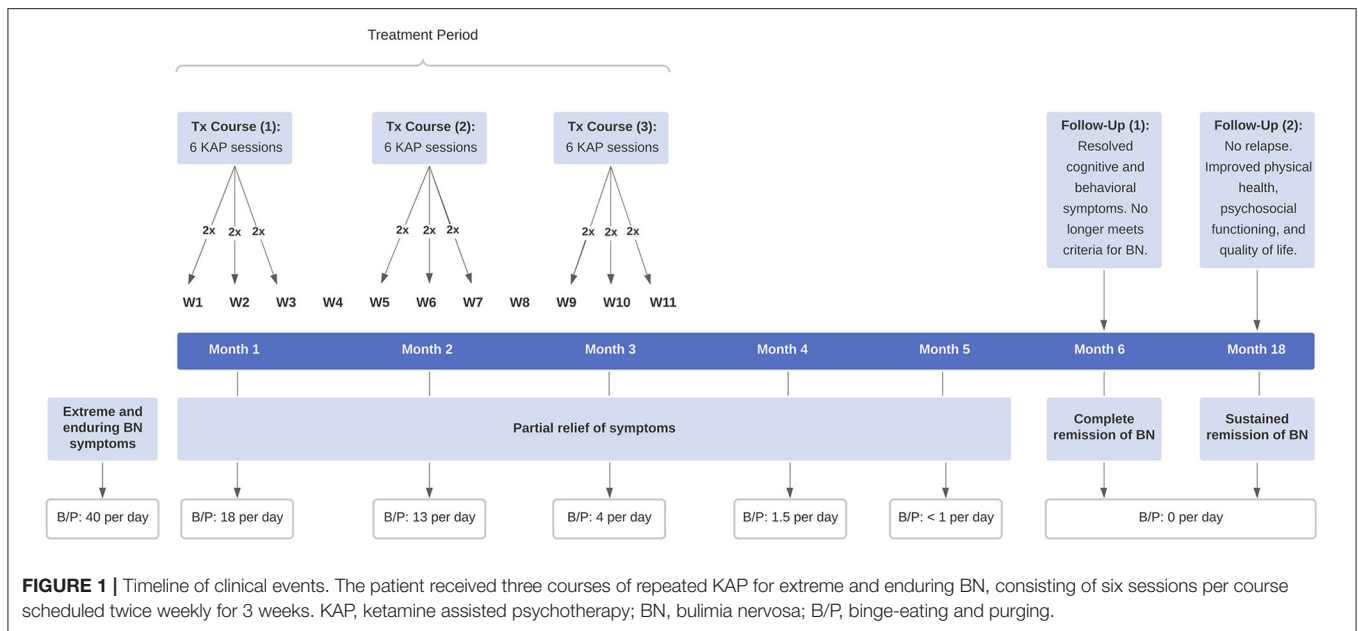 Treatment Period
Tx Course (1):
6 KAP sessions
Tx Course (2):
6 KAP sessions
Tx Course (3):
6 KAP sessions
Follow-Up (1):
Resolved
cognitive and
behavioral
symptoms. No
longer meets
criteria for BN.
Follow-Up (2):
No relapse.
Improved physical
health,
psychosocial
functioning, and
quality of life.
2x 2x 2x 2x 2x 2x 2x 2x 2x
W1 W2 W3 W4 W5 W6 W7 W8 W9 W10 W11
Month 1 Month 2 Month 3 Month 4 Month 5 Month 6 Month 18
Extreme and
enduring BN
symptoms
Partial relief of symptoms
Complete
remission of BN
Sustained
remission of BN
B/P: 40 per day B/P: 18 per day B/P: 13 per day B/P: 4 per day B/P: 1.5 per day B/P: < 1 per day B/P: 0 per day
FIGURE 1 | Timeline of clinical events. The patient received three courses of repeated KAP for extreme and enduring BN, consisting of six sessions per course
scheduled twice weekly for 3 weeks. KAP, ketamine assisted psychotherapy; BN, bulimia nervosa; B/P, binge-eating and purging.